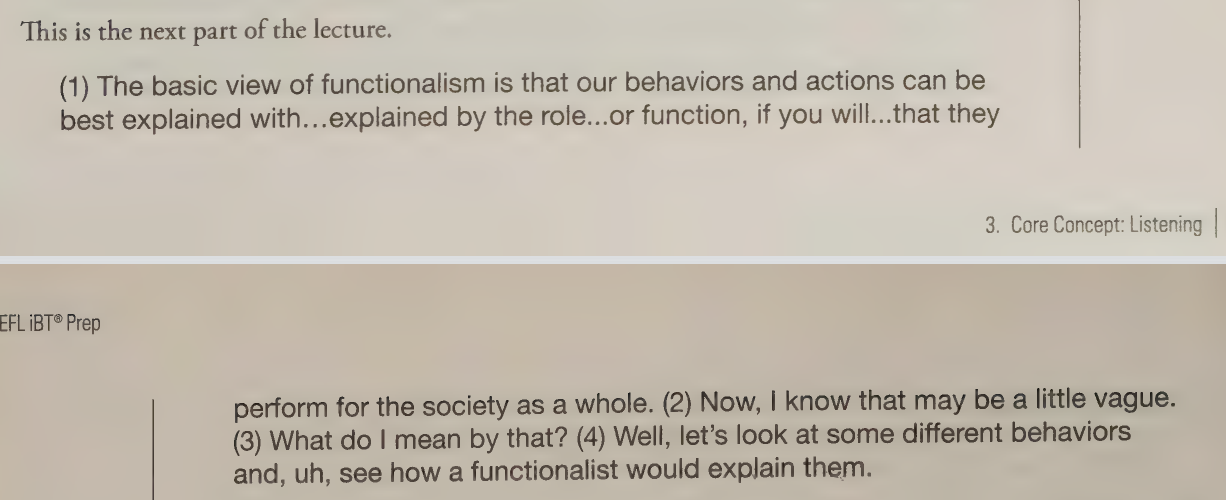 This is the next part of the lecture.
(1) The basic view of functionalism is that our behaviors and actions can be
best explained with...explained by the role...or function, if you will...that they
3. Core Concept: Listening
EFL iBT® Prep
perform for the society as a whole. (2) Now, I know that may be a little vague.
(3) What do I mean by that? (4) Well, let's look at some different behaviors
and, uh, see how a functionalist would explain them.